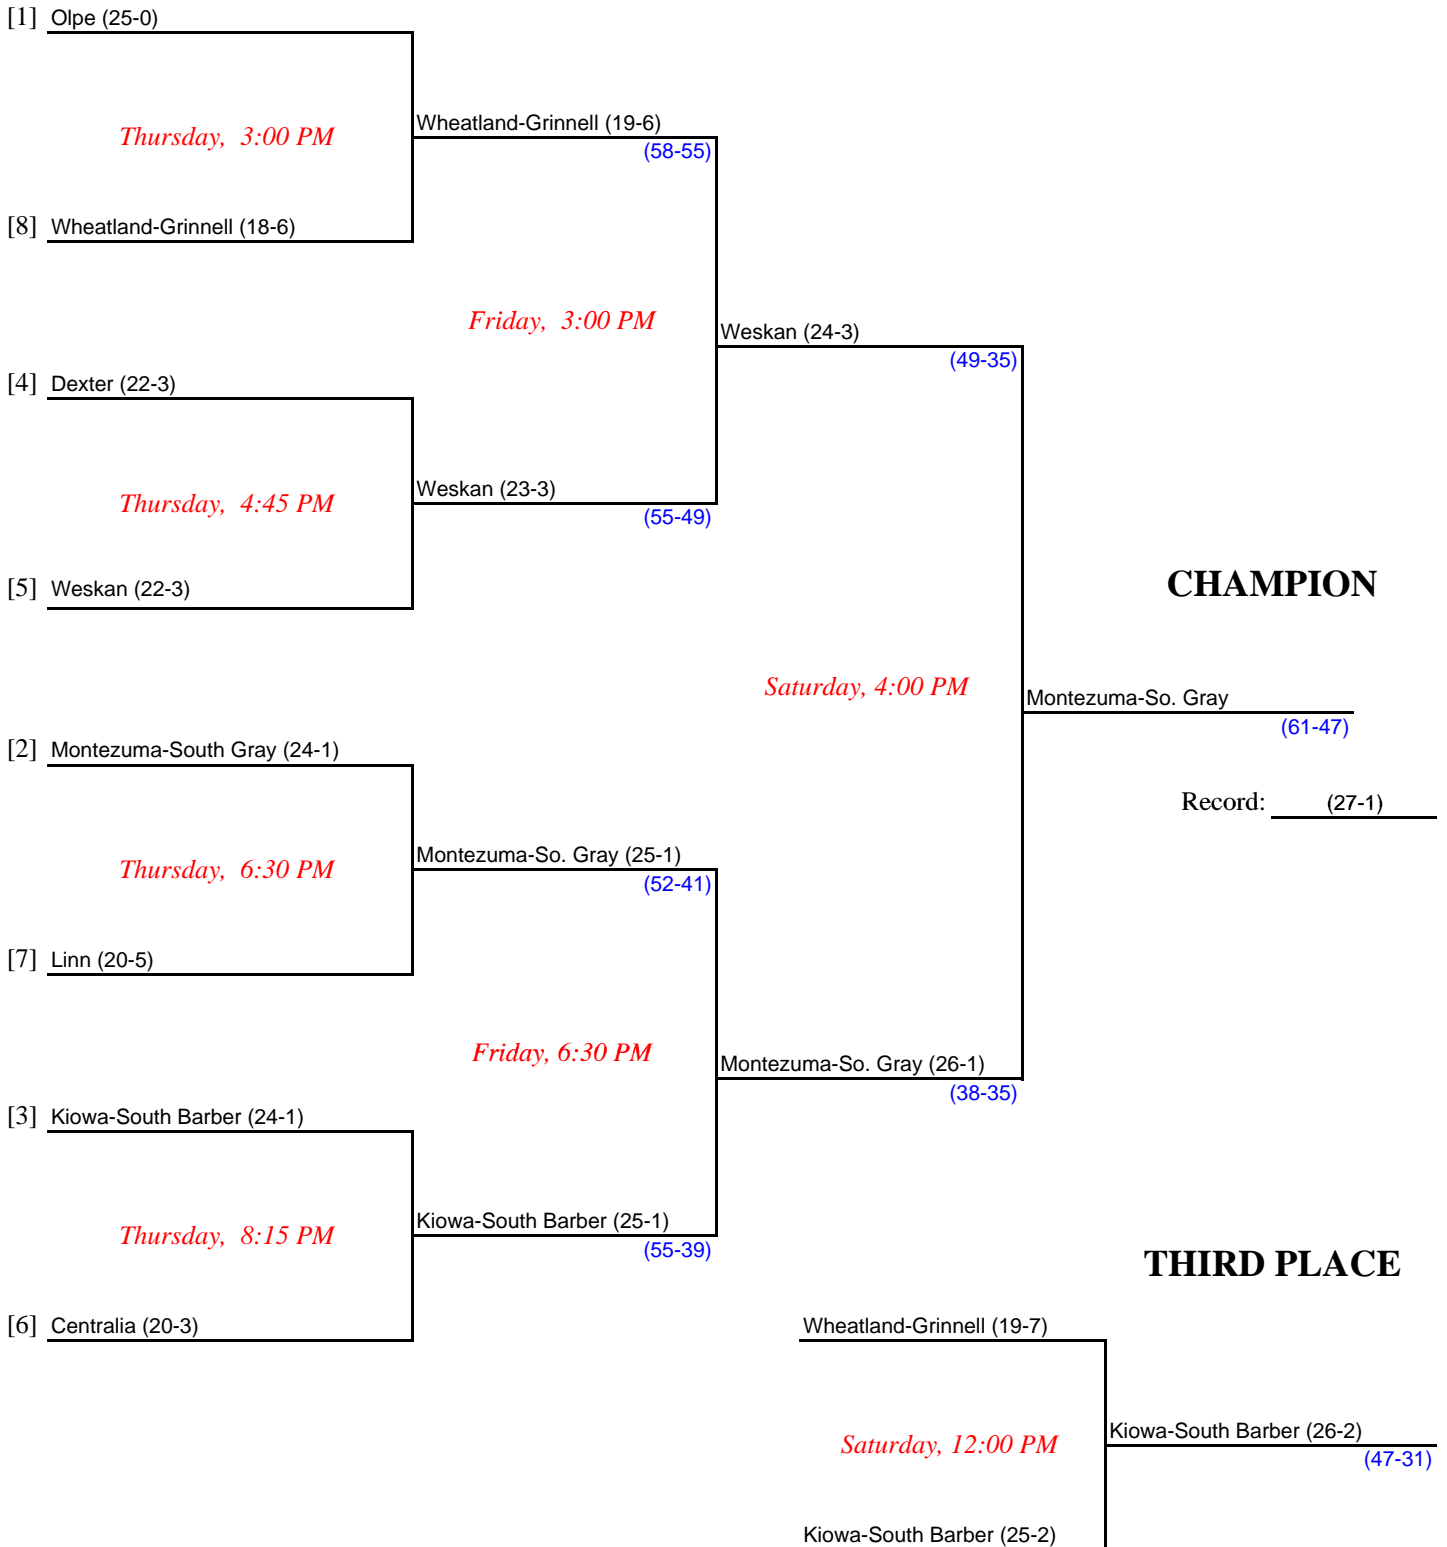 [1] Olpe (25-0)
Wheatland-Grinnell (19-6)
Thursday, 3:00 PM
(58-55)
[8] Wheatland-Grinnell (18-6)
Friday, 3:00 PM
Weskan (24-3)
(49-35)
[4] Dexter (22-3)
Weskan (23-3)
Thursday, 4:45 PM
(55-49)
[5] Weskan (22-3)
CHAMPION
Saturday, 4:00 PM
Montezuma-So. Gray
(61-47)
[2] Montezuma-South Gray (24-1)
Record: (27-1)
Montezuma-So. Gray (25-1)
Thursday, 6:30 PM
(52-41)
[7] Linn (20-5)
Friday, 6:30 PM
Montezuma-So. Gray (26-1)
(38-35)
[3] Kiowa-South Barber (24-1)
Kiowa-South Barber (25-1)
Thursday, 8:15 PM
(55-39)
THIRD PLACE
[6] Centralia (20-3)
Wheatland-Grinnell (19-7)
Kiowa-South Barber (26-2)
Saturday, 12:00 PM
(47-31)
Kiowa-South Barber (25-2)